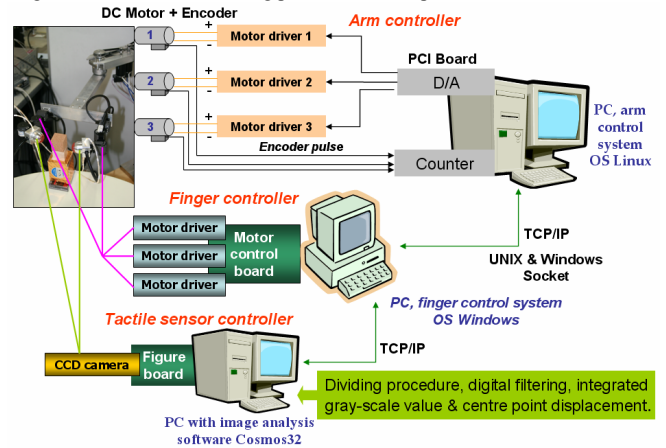 DC Motor + Encoder
Arm controller
1
+
-
Motor driver 1
PCI Board
D/A
2
+
-
Motor driver 2
3
+
-
Motor driver 3
Encoder pulse
Counter
PC, arm
control
system
OS Linux
Finger controller
Motor driver
Motor driver
Motor driver
Motor
control
board
TCP/IP
UNIX & Windows
Socket
PC, finger control system
OS Windows
Tactile sensor controller
TCP/IP
CCD camera
Figure
board
Dividing procedure, digital filtering, integrated
gray-scale value & centre point displacement.
PC with image analysis
software Cosmos32